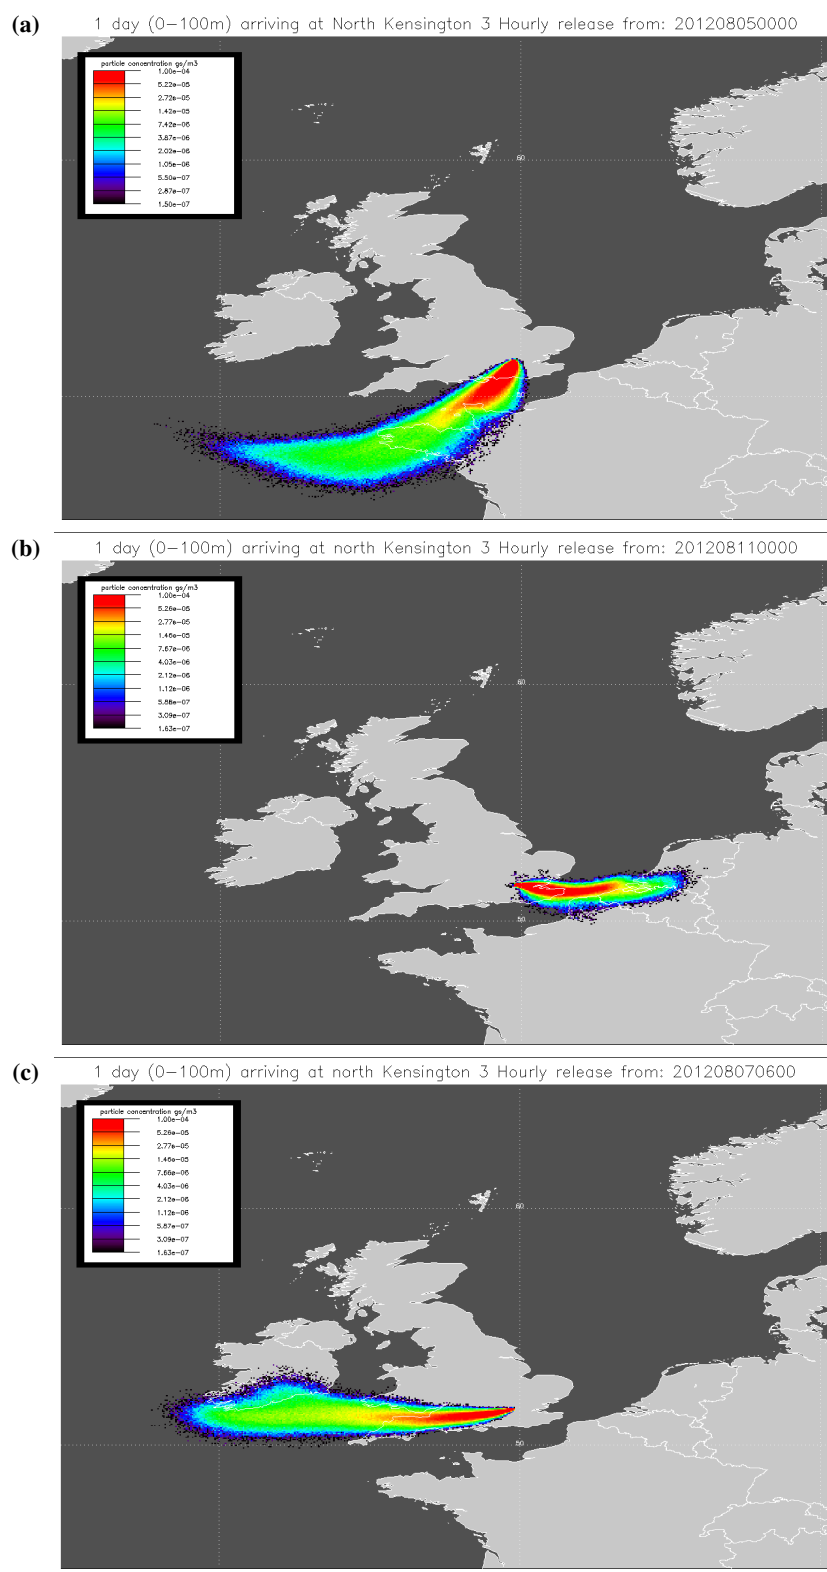 (a)
1 day (0-100m) arriving at North Kensington 3 Hourly release from: 201208050000
particle concentration gs/m3
1.00e-04
5.22e-05
2.72e-05
1.42e-05
7.42e-06
3.87e-06
2.02e-06
1.05e-06
5.50e-07
2.87e-07
1.50e-07
60
50
(b)
1 day (0-100m) arriving at north Kensington 3 Hourly release from: 201208110000
particle concentration gs/m3
1.00e-04
5.26e-05
2.77e-05
1.46e-05
7.67e-06
4.03e-06
2.12e-06
1.12e-06
5.88e-07
3.09e-07
1.63e-07
60
50
(c)
1 day (0-100m) arriving at north Kensington 3 Hourly release from: 201208070600
particle concentration gs/m3
1.00e-04
5.26e-05
2.77e-05
1.46e-05
7.66e-06
4.03e-06
2.12e-06
1.12e-06
5.87e-07
3.09e-07
1.63e-07
60
50